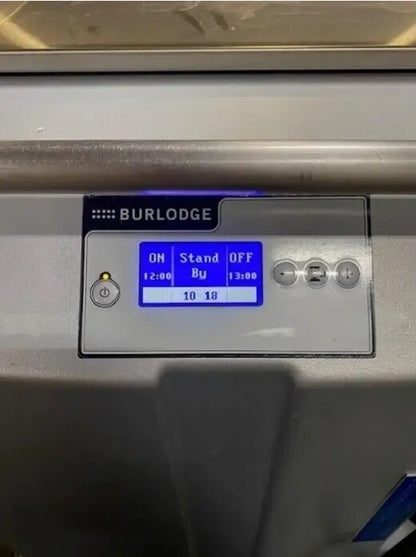 BURLODGE
ON Stand OFF
12:00 By 13:00
10 18